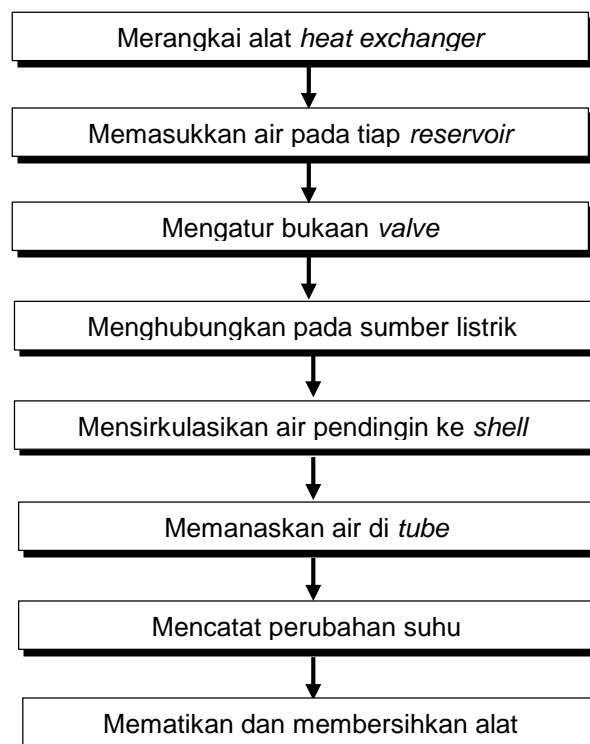 Merangkai alat heat exchanger
Memasukkan air pada tiap reservoir
Mengatur bukaan valve
Menghubungkan pada sumber listrik
Mensirkulasikan air pendingin ke shell
Memanaskan air di tube
Mencatat perubahan suhu
Mematikan dan membersihkan alat